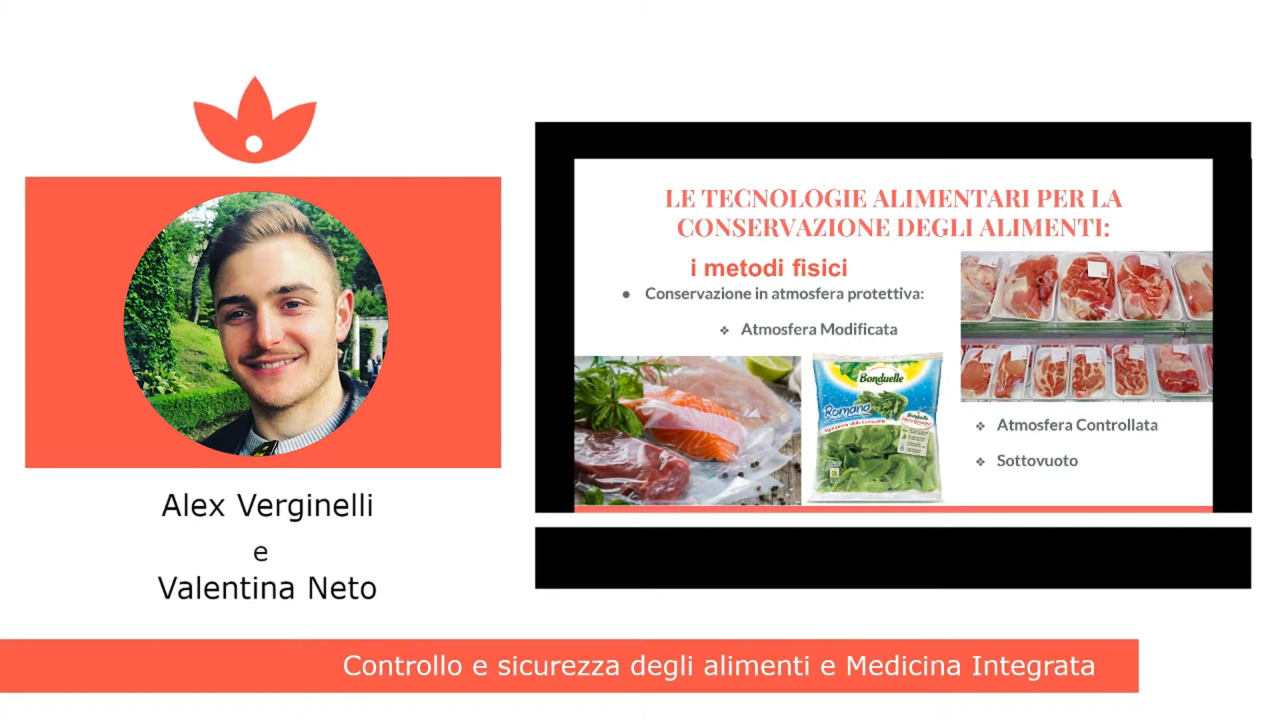 LE TECNOLOGIE ALIMENTARI PER LA
CONSERVAZIONE DEGLI ALIMENTI:
i metodi fisici
Conservazione in atmosfera protettiva:
Atmosfera Modificata
Bonduelle
Romana
Atmosfera Controllata
Sottovuoto
Alex Verginelli
e
Valentina Neto
Controllo e sicurezza degli alimenti e Medicina Integrata